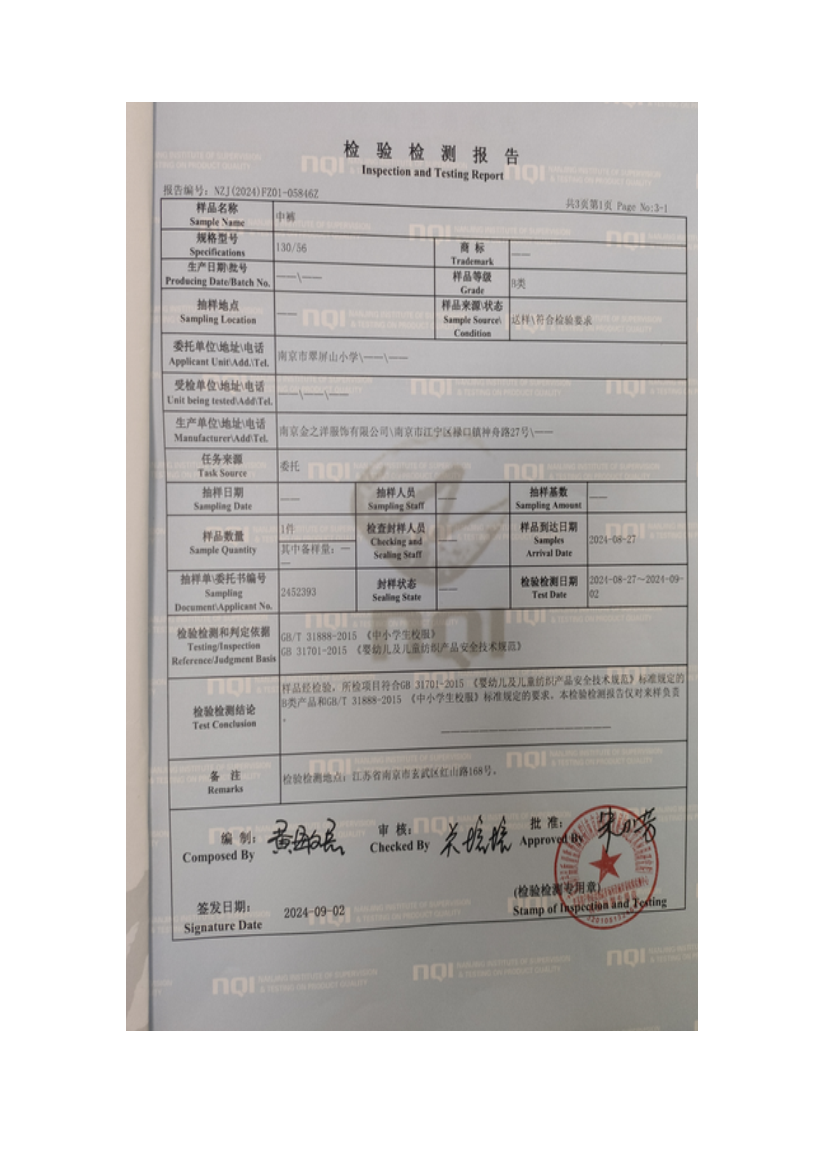 检 验 检 测 报 告
Inspection and Testing Report
报告编号: NZJ(2024)FZ01-05846Z
共3页第1页 Page No:3-1
样品名称
Sample Name
中裤
规格型号
Specifications
130/56
商 标
Trademark
——
生产日期\批号
Producing Date/Batch No.
——\——
样品等级
Grade
B类
抽样地点
Sampling Location
——
样品来源\状态
Sample Source\
Condition
送样\符合检验要求
委托单位\地址\电话
Applicant Unit\Add.\Tel.
南京市翠屏山小学\——\——
受检单位\地址\电话
Unit being tested\Add\Tel.
——\——\——
生产单位\地址\电话
Manufacturer\Add\Tel.
南京金之洋服饰有限公司\南京市江宁区禄口镇神舟路27号\——
任务来源
Task Source
委托
抽样日期
Sampling Date
——
抽样人员
Sampling Staff
——
抽样基数
Sampling Amount
——
样品数量
Sample Quantity
1件
其中备样量: —
—
检查封样人员
Checking and
Sealing Staff
——
样品到达日期
Samples
Arrival Date
2024-08-27
抽样单\委托书编号
Sampling
Document\Applicant No.
2452393
封样状态
Sealing State
——
检验检测日期
Test Date
2024-08-27～2024-09-
02
检验检测和判定依据
Testing/Inspection
Reference/Judgment Basis
GB/T 31888-2015 《中小学生校服》
GB 31701-2015 《婴幼儿及儿童纺织产品安全技术规范》
检验检测结论
Test Conclusion
样品经检验，所检项目符合GB 31701-2015 《婴幼儿及儿童纺织产品安全技术规范》标准规定的
B类产品和GB/T 31888-2015 《中小学生校服》标准规定的要求。本检验检测报告仅对来样负责
。
备 注
Remarks
检验检测地点: 江苏省南京市玄武区红山路168号。
编 制:
Composed By
审 核:
Checked By
批 准:
Approved By
(检验检测专用章)
Stamp of Inspection and Testing
签发日期:
Signature Date
2024-09-02
nqi
NANJING INSTITUTE OF SUPERVISION
& TESTING ON PRODUCT QUALITY